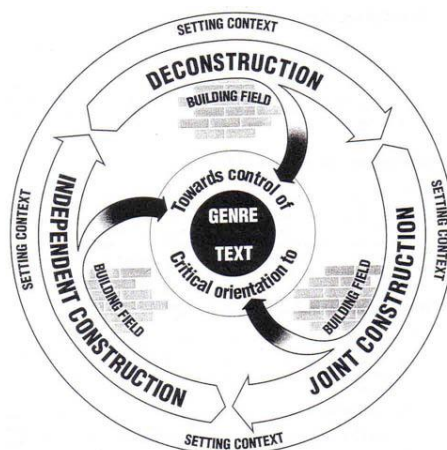 SETTING CONTEXT
DECONSTRUCTION
BUILDING FIELD
SETTING CONTEXT
JOINT CONSTRUCTION
BUILDING FIELD
SETTING CONTEXT
INDEPENDENT CONSTRUCTION
BUILDING FIELD
SETTING CONTEXT
Towards control of
GENRE
TEXT
Critical orientation to